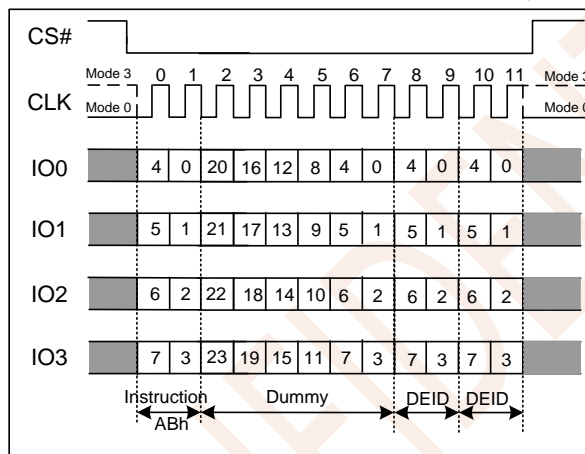 CS#
Mode 3 0 1 2 3 4 5 6 7 8 9 10 11 Mode 3
CLK Mode 0 Mode 0
IO0 4 0 20 16 12 8 4 0 4 0 4 0
IO1 5 1 21 17 13 9 5 1 5 1 5 1
IO2 6 2 22 18 14 10 6 2 6 2 6 2
IO3 7 3 23 19 15 11 7 3 7 3 7 3
Instruction Dummy DEID DEID
ABh